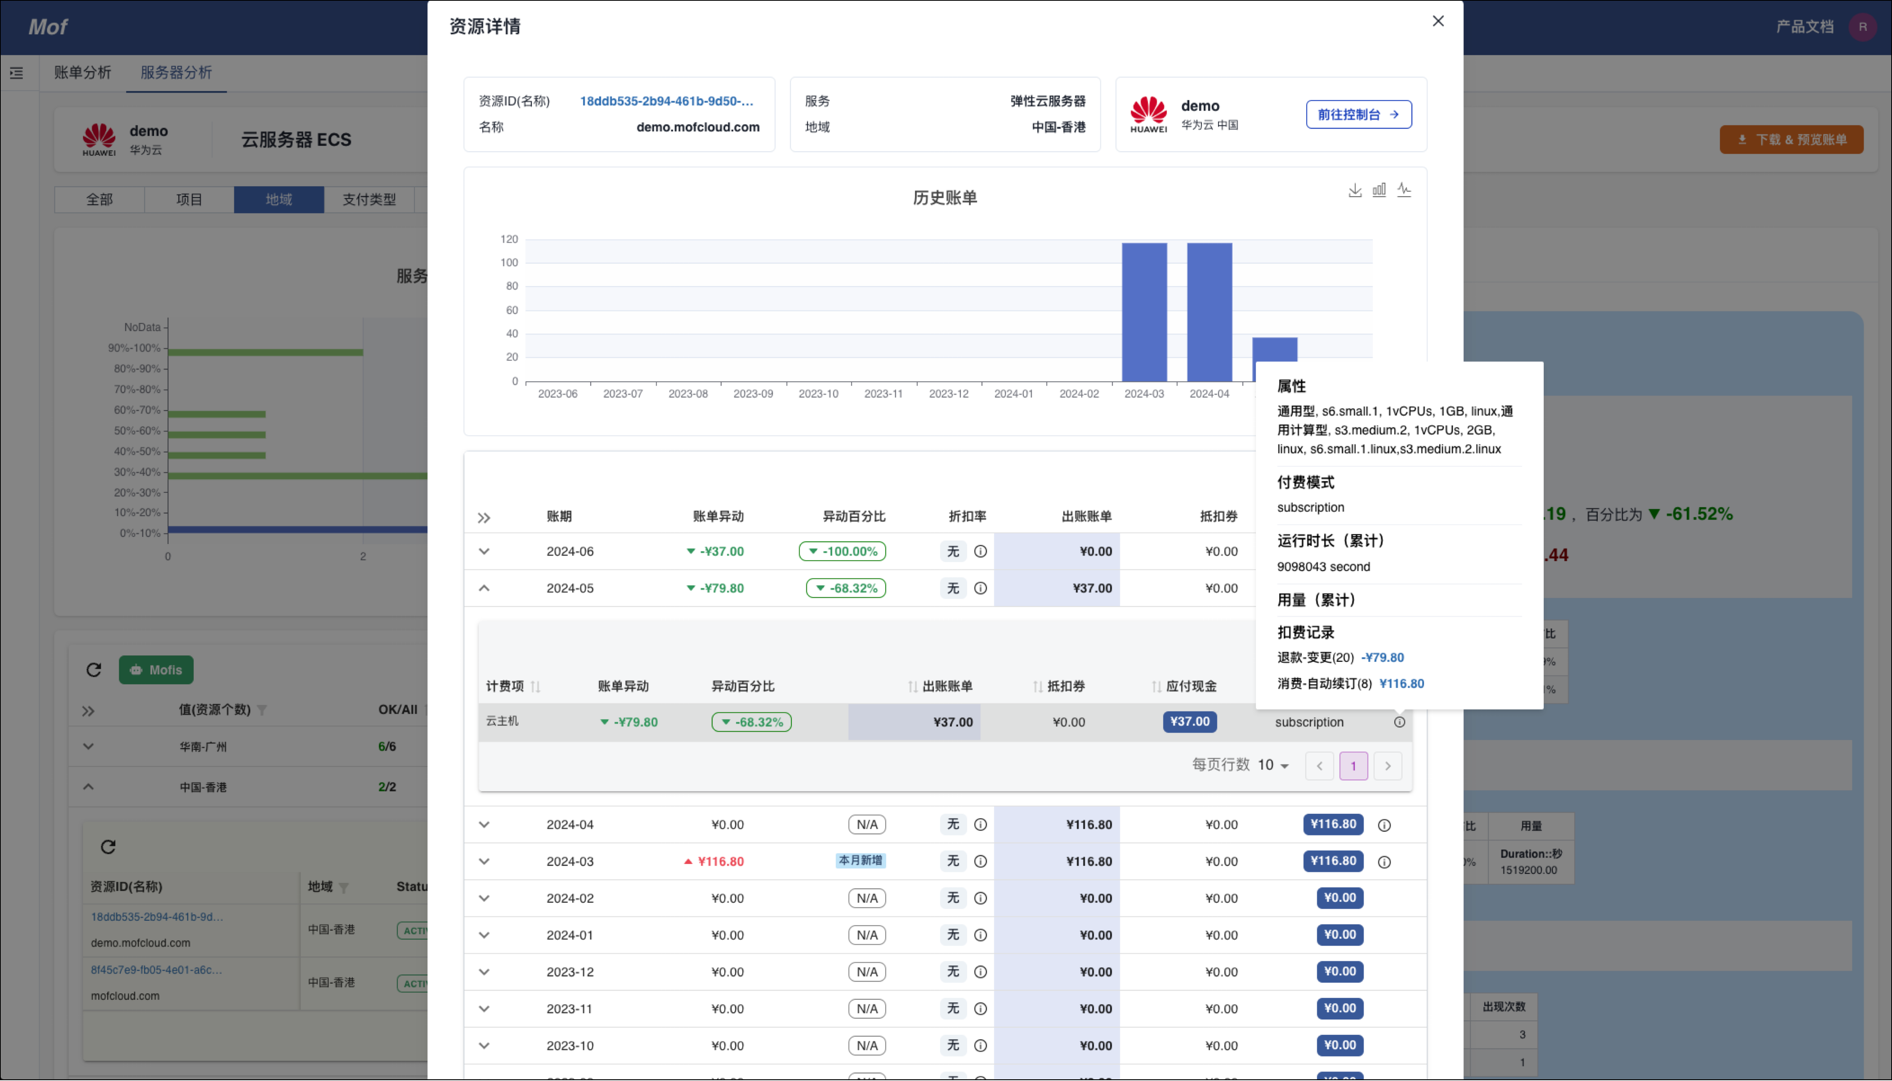 Mof
产品文档
R
账单分析
服务器分析
HUAWEI
demo
华为云
云服务器 ECS
下载 & 预览账单
全部
项目
地域
支付类型
服务
NoData
90%-100%
80%-90%
70%-80%
60%-70%
50%-60%
40%-50%
30%-40%
20%-30%
10%-20%
0%-10%
0
2
Mofis
值(资源个数)
OK/All
华南-广州
6/6
中国-香港
2/2
资源ID(名称)
地域
Statu
18ddb535-2b94-461b-9d...
demo.mofcloud.com
中国-香港
ACTI
8f45c7e9-fb05-4e01-a6c...
mofcloud.com
中国-香港
ACTI
资源详情
资源ID(名称)
18ddb535-2b94-461b-9d50-...
名称
demo.mofcloud.com
服务
弹性云服务器
地域
中国-香港
HUAWEI
demo
华为云 中国
前往控制台
历史账单
120
100
80
60
40
20
0
2023-06
2023-07
2023-08
2023-09
2023-10
2023-11
2023-12
2024-01
2024-02
2024-03
2024-04
账期 账单异动 异动百分比 折扣率 出账账单 抵扣券
2024-06 -¥37.00 -100.00% 无 ¥0.00 ¥0.00
2024-05 -¥79.80 -68.32% 无 ¥37.00 ¥0.00
计费项 账单异动 异动百分比 出账账单 抵扣券 应付现金
云主机 -¥79.80 -68.32% ¥37.00 ¥0.00 ¥37.00 subscription
每页行数 10 1
2024-04 ¥0.00 N/A 无 ¥116.80 ¥0.00 ¥116.80
2024-03 ¥116.80 本月新增 无 ¥116.80 ¥0.00 ¥116.80
2024-02 ¥0.00 N/A 无 ¥0.00 ¥0.00 ¥0.00
2024-01 ¥0.00 N/A 无 ¥0.00 ¥0.00 ¥0.00
2023-12 ¥0.00 N/A 无 ¥0.00 ¥0.00 ¥0.00
2023-11 ¥0.00 N/A 无 ¥0.00 ¥0.00 ¥0.00
2023-10 ¥0.00 N/A 无 ¥0.00 ¥0.00 ¥0.00
属性
通用型, s6.small.1, 1vCPUs, 1GB, linux,通
用计算型, s3.medium.2, 1vCPUs, 2GB,
linux, s6.small.1.linux,s3.medium.2.linux
付费模式
subscription
运行时长（累计）
9098043 second
用量（累计）
扣费记录
退款-变更(20) -¥79.80
消费-自动续订(8) ¥116.80
.19 ，百分比为 -61.52%
.44
比
%
%
比
用量
0%
Duration::秒
1519200.00
出现次数
3
1